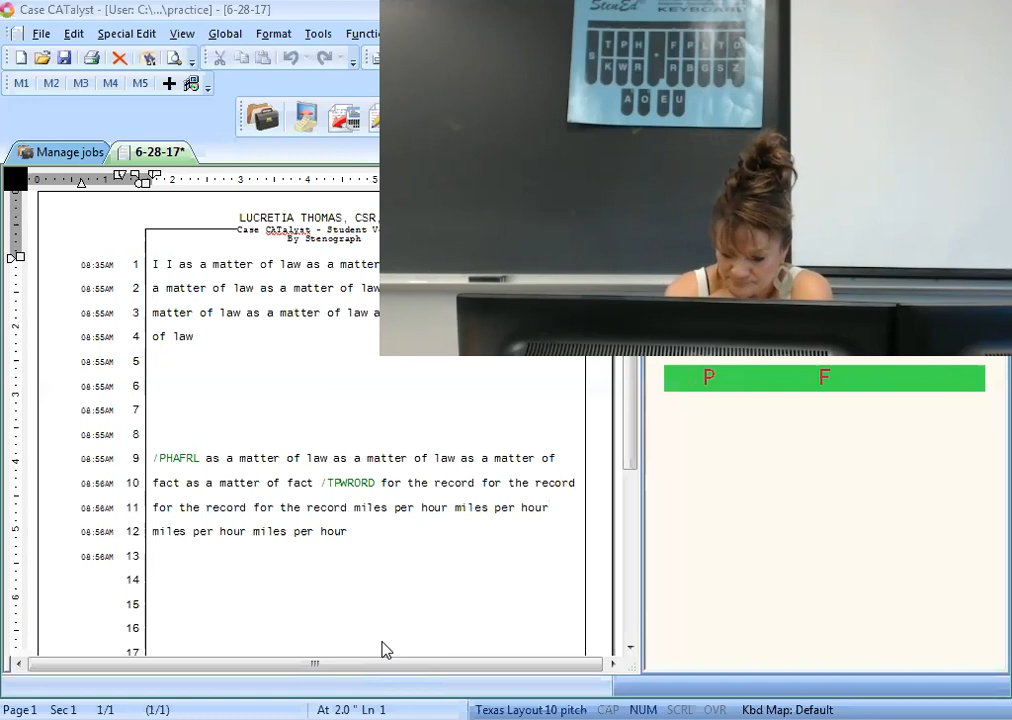 Case CATalyst - [User: C:\...\practice] - [6-28-17]
File Edit Special Edit View Global Format Tools
M1 M2 M3 M4 M5
Manage jobs 6-28-17*
StenEd KEYBOARD
T P H * F P L T D
S K W R R B G S Z
A O E U
LUCRETIA THOMAS, CSR,
Case CATalyst - Student
By Stenograph
08:35AM 1 I I as a matter of law as a matter
08:55AM 2 a matter of law as a matter of law
08:55AM 3 matter of law as a matter of law a
08:55AM 4 of law
08:55AM 5
08:55AM 6
08:55AM 7
08:55AM 8
08:55AM 9 /PHAFRL as a matter of law as a matter of law as a matter of
08:56AM 10 fact as a matter of fact /TPWRORD for the record for the record
08:56AM 11 for the record for the record miles per hour miles per hour
08:56AM 12 miles per hour miles per hour
08:56AM 13
14
15
16
17
P F
Page 1 Sec 1 1/1 (1/1) At 2.0 " Ln 1 Texas Layout 10 pitch CAP NUM SCRL OVR Kbd Map: Default